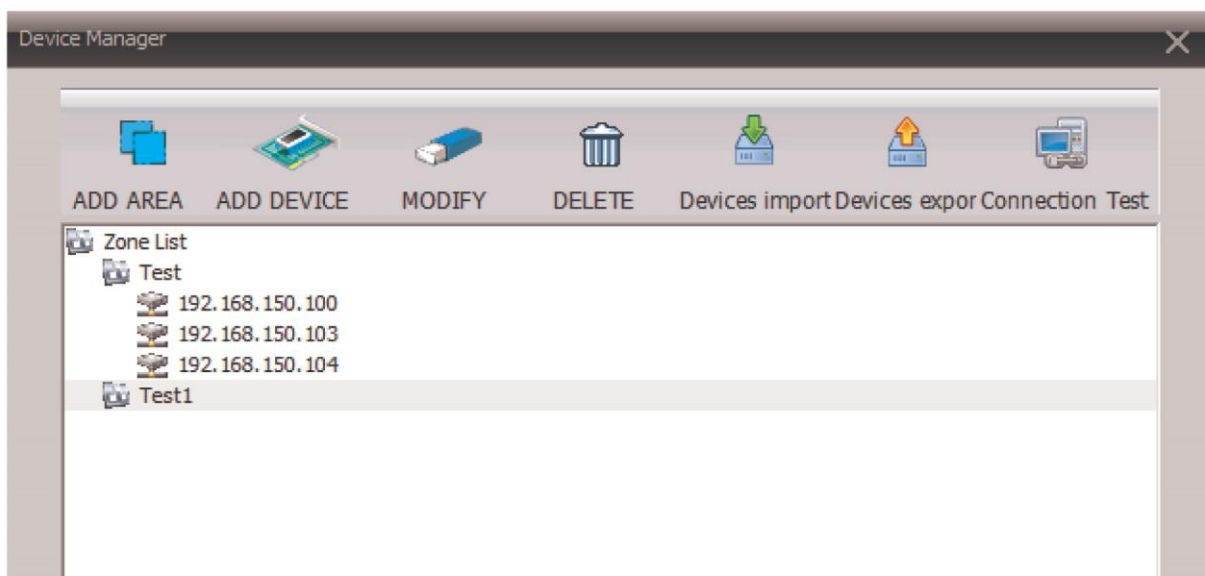 Device Manager
ADD AREA ADD DEVICE MODIFY DELETE Devices import Devices expor Connection Test
Zone List
Test
192.168.150.100
192.168.150.103
192.168.150.104
Test1